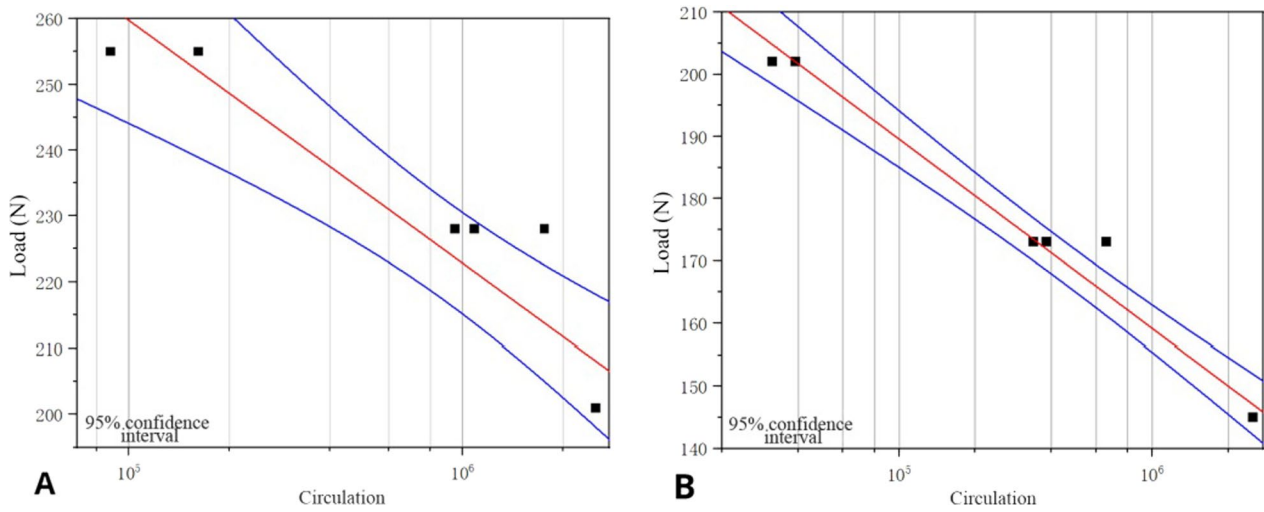 260
250
240
230
220
210
200
Load (N)
95% confidence
interval
10⁵
10⁶
Circulation
A
210
200
190
180
170
160
150
140
Load (N)
95% confidence
interval
10⁵
10⁶
Circulation
B